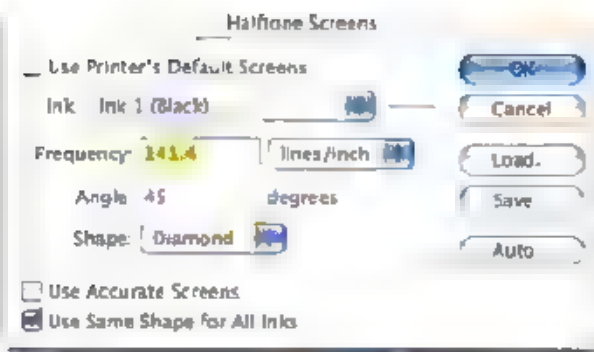 Halftone Screens
Use Printer's Default Screens
OK
Ink Ink 1 (Black)
Cancel
Frequency: 141.4 lines/inch
Load.
Angle 45 degrees
Save
Shape: Diamond
Auto
Use Accurate Screens
Use Same Shape for All Inks